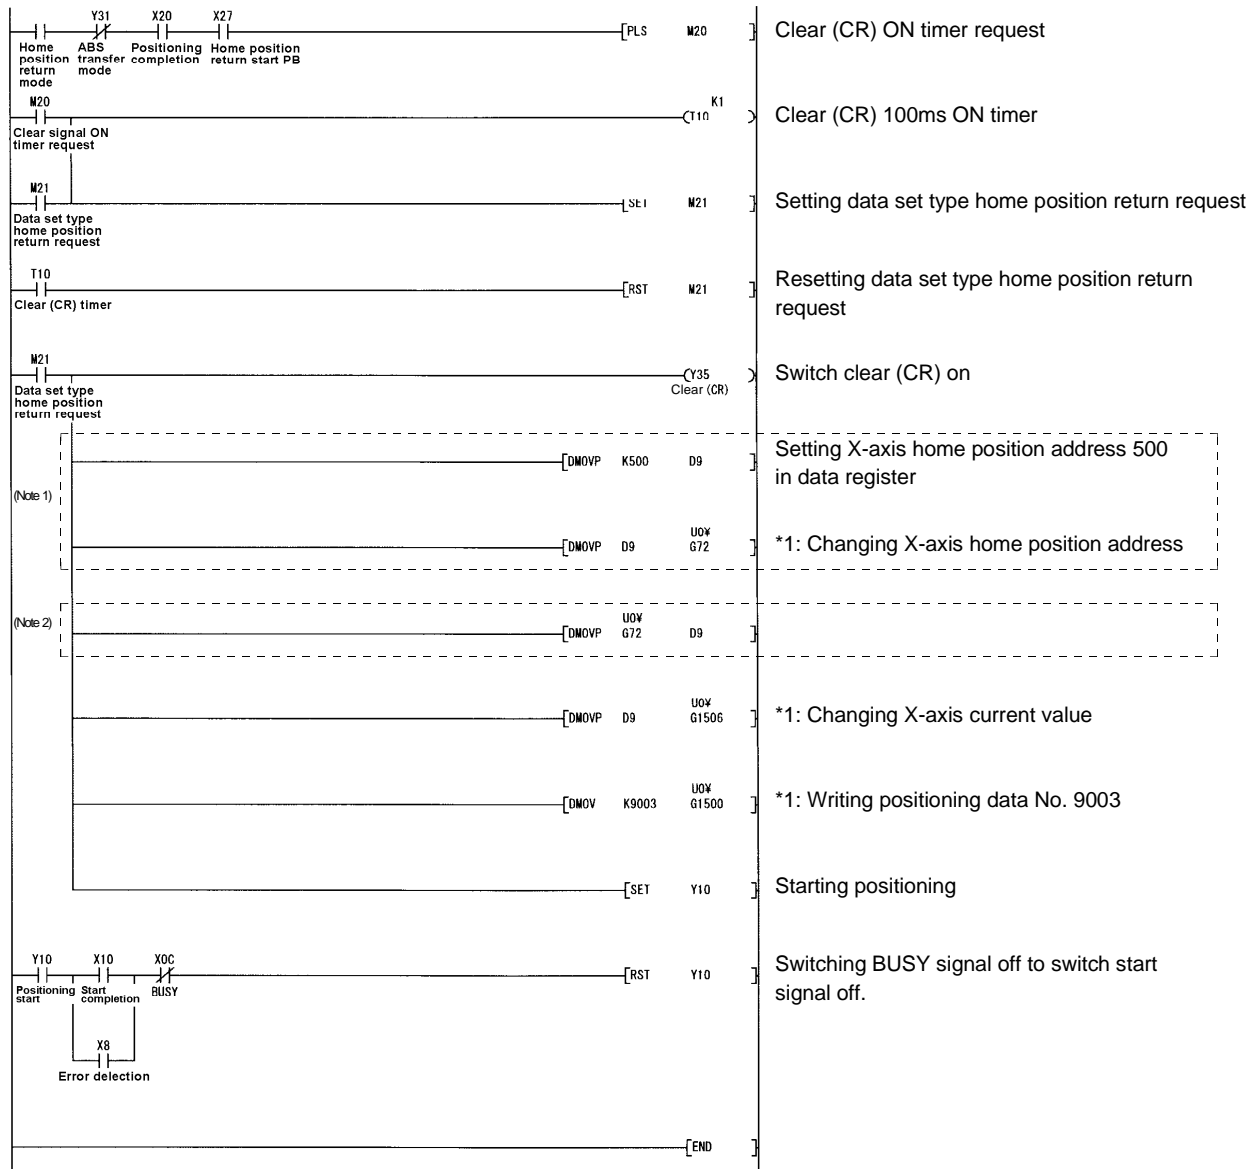 Y31 X20 X27
[PLS M20 ] Clear (CR) ON timer request
Home position return mode
ABS transfer mode
Positioning completion
Home position return start PB
M20
K1
(T10 ) Clear (CR) 100ms ON timer
Clear signal ON timer request
M21
[SET M21 ] Setting data set type home position return request
Data set type home position return request
T10
[RST M21 ] Resetting data set type home position return
request
Clear (CR) timer
M21
(Y35 ) Switch clear (CR) on
Clear (CR)
Data set type home position return request
(Note 1)
[DMOVP K500 D9 ] Setting X-axis home position address 500
in data register
U0¥
[DMOVP D9 G72 ] *1: Changing X-axis home position address
(Note 2)
U0¥
[DMOVP G72 D9 ]
U0¥
[DMOVP D9 G1506 ] *1: Changing X-axis current value
U0¥
[DMOV K9003 G1500 ] *1: Writing positioning data No. 9003
[SET Y10 ] Starting positioning
Y10 X10 X0C
[RST Y10 ] Switching BUSY signal off to switch start
signal off.
Positioning start
Start completion
BUSY
X8
Error delection
[END ]